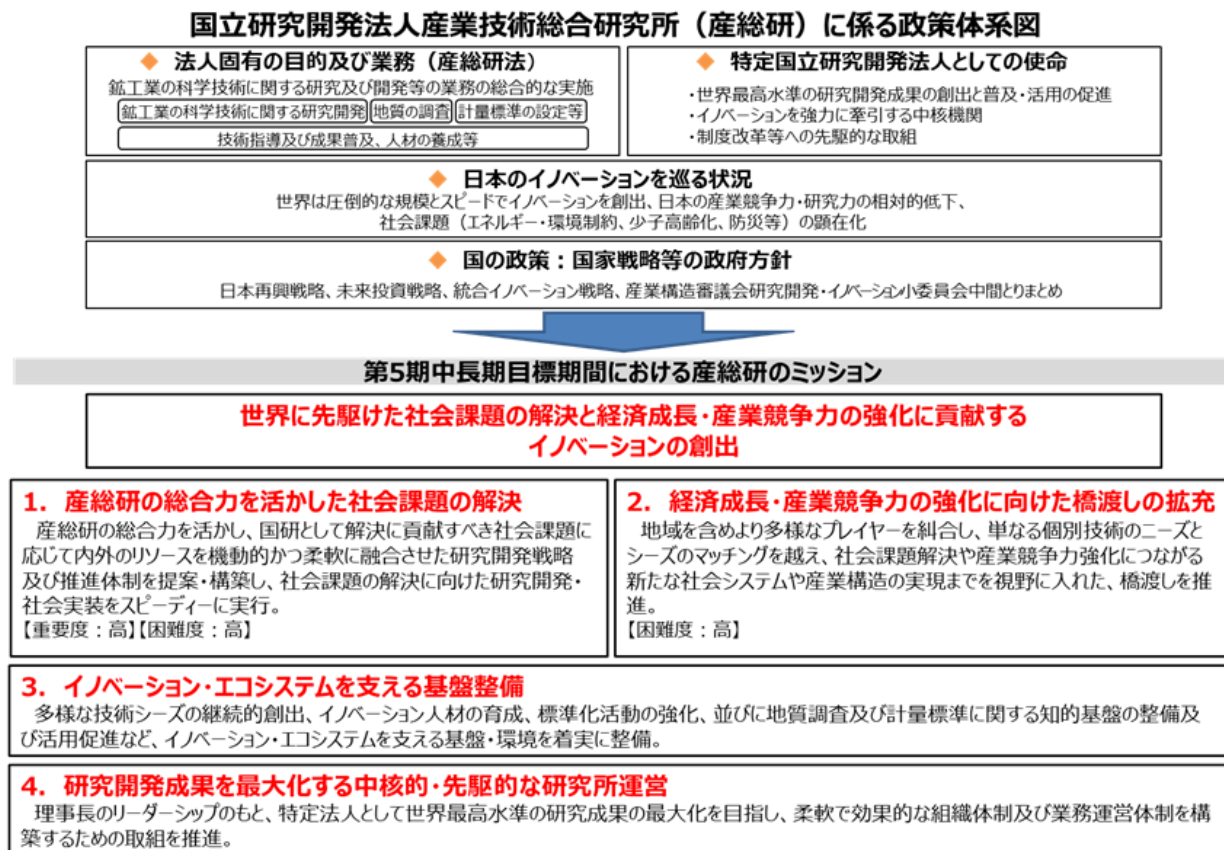 国立研究開発法人産業技術総合研究所（産総研）に係る政策体系図
◆ 法人固有の目的及び業務（産総研法）
鉱工業の科学技術に関する研究及び開発等の業務の総合的な実施
鉱工業の科学技術に関する研究開発 地質の調査 計量標準の設定等
技術指導及び成果普及、人材の養成等
◆ 特定国立研究開発法人としての使命
・世界最高水準の研究開発成果の創出と普及・活用の促進
・イノベーションを強力に牽引する中核機関
・制度改革等への先駆的な取組
◆ 日本のイノベーションを巡る状況
世界は圧倒的な規模とスピードでイノベーションを創出、日本の産業競争力・研究力の相対的低下、
社会課題（エネルギー・環境制約、少子高齢化、防災等）の顕在化
◆ 国の政策：国家戦略等の政府方針
日本再興戦略、未来投資戦略、統合イノベーション戦略、産業構造審議会研究開発・イノベーション小委員会中間とりまとめ
第5期中長期目標期間における産総研のミッション
世界に先駆けた社会課題の解決と経済成長・産業競争力の強化に貢献する
イノベーションの創出
1．産総研の総合力を活かした社会課題の解決
産総研の総合力を活かし、国研として解決に貢献すべき社会課題に
応じて内外のリソースを機動的かつ柔軟に融合させた研究開発戦略
及び推進体制を提案・構築し、社会課題の解決に向けた研究開発・
社会実装をスピーディーに実行。
【重要度：高】【困難度：高】
2．経済成長・産業競争力の強化に向けた橋渡しの拡充
地域を含めより多様なプレイヤーを糾合し、単なる個別技術のニーズと
シーズのマッチングを越え、社会課題解決や産業競争力強化につながる
新たな社会システムや産業構造の実現までを視野に入れた、橋渡しを推
進。
【困難度：高】
3．イノベーション・エコシステムを支える基盤整備
多様な技術シーズの継続的創出、イノベーション人材の育成、標準化活動の強化、並びに地質調査及び計量標準に関する知的基盤の整備及
び活用促進など、イノベーション・エコシステムを支える基盤・環境を着実に整備。
4．研究開発成果を最大化する中核的・先駆的な研究所運営
理事長のリーダーシップのもと、特定法人として世界最高水準の研究成果の最大化を目指し、柔軟で効果的な組織体制及び業務運営体制を構
築するための取組を推進。